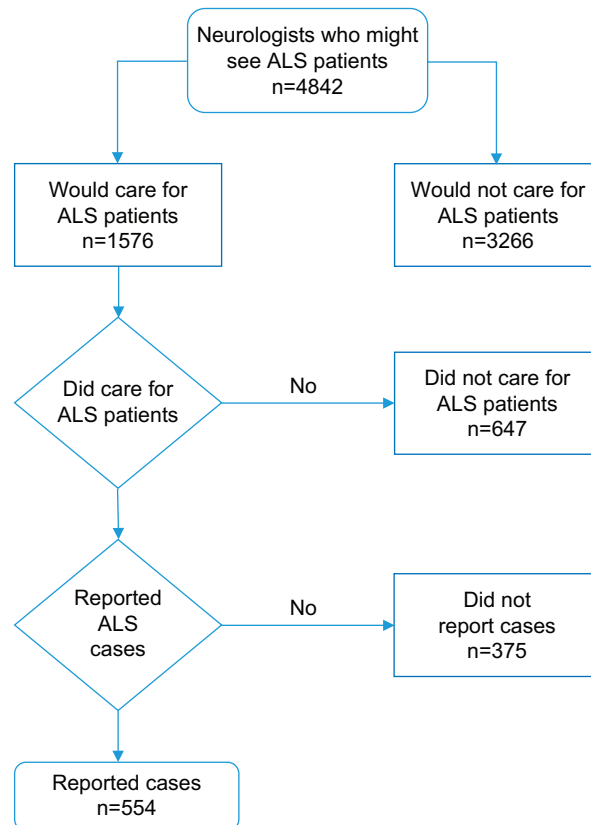 Neurologists who might
see ALS patients
n=4842
Would care for
ALS patients
n=1576
Would not care for
ALS patients
n=3266
Did care for
ALS patients
No
Did not care for
ALS patients
n=647
Reported
ALS
cases
No
Did not
report cases
n=375
Reported cases
n=554